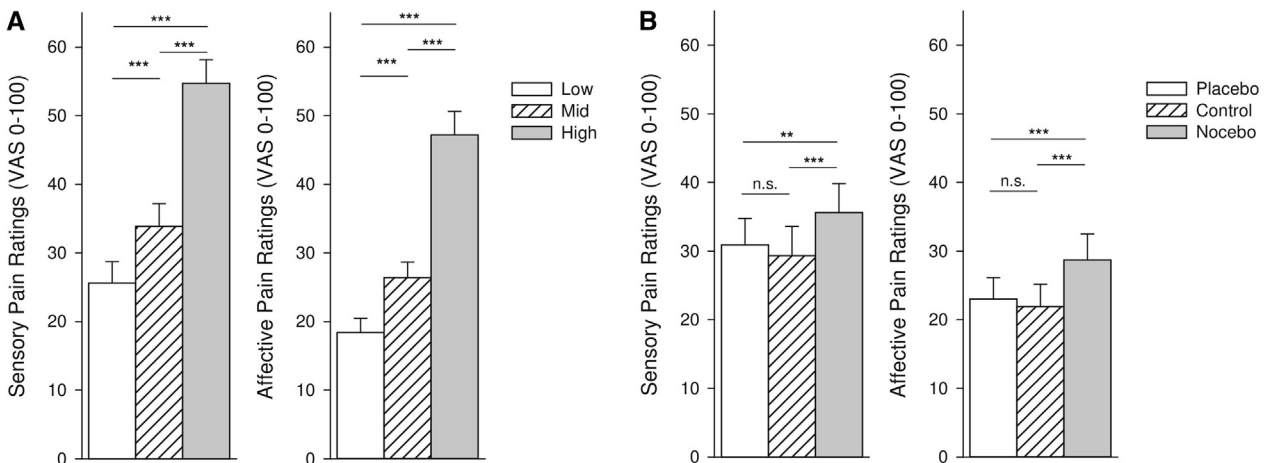 A
Sensory Pain Ratings (VAS 0-100)
60
50
40
30
20
10
0
***
***
***
Affective Pain Ratings (VAS 0-100)
60
50
40
30
20
10
0
***
***
***
Low
Mid
High
B
Sensory Pain Ratings (VAS 0-100)
60
50
40
30
20
10
0
**
***
n.s.
Affective Pain Ratings (VAS 0-100)
60
50
40
30
20
10
0
***
***
n.s.
Placebo
Control
Nocebo